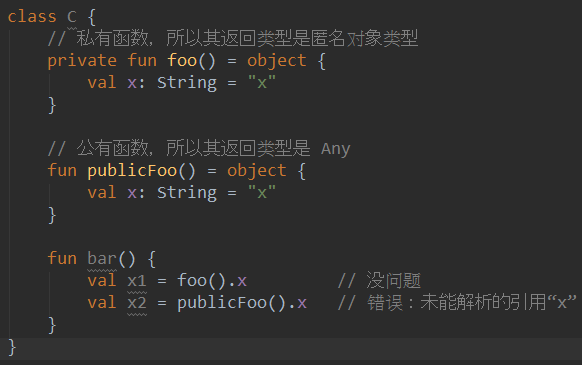 class C {
    // 私有函数，所以其返回类型是匿名对象类型
    private fun foo() = object {
        val x: String = "x"
    }

    // 公有函数，所以其返回类型是 Any
    fun publicFoo() = object {
        val x: String = "x"
    }

    fun bar() {
        val x1 = foo().x        // 没问题
        val x2 = publicFoo().x  // 错误：未能解析的引用“x”
    }
}